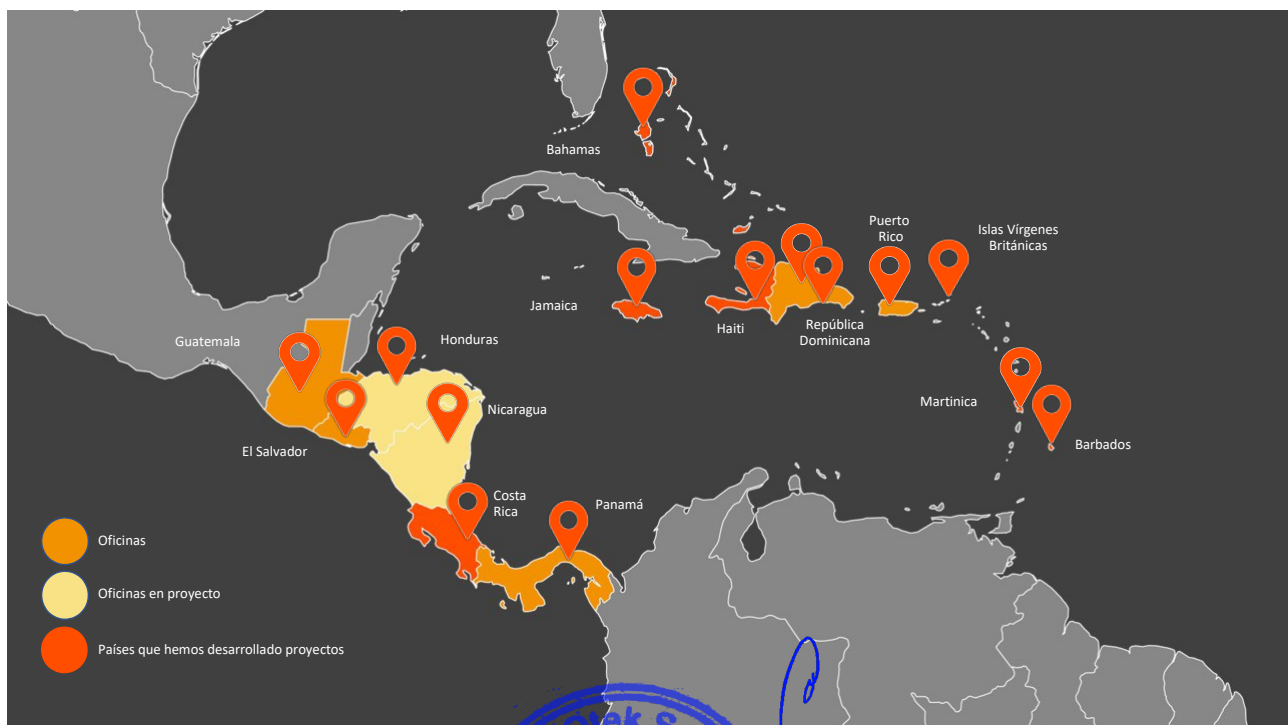 Bahamas
Puerto
Rico
Islas Vírgenes
Británicas
Jamaica
Haiti
República
Dominicana
Guatemala
Honduras
Nicaragua
Martinica
Barbados
El Salvador
Costa
Rica
Panamá
Oficinas
Oficinas en proyecto
Países que hemos desarrollado proyectos